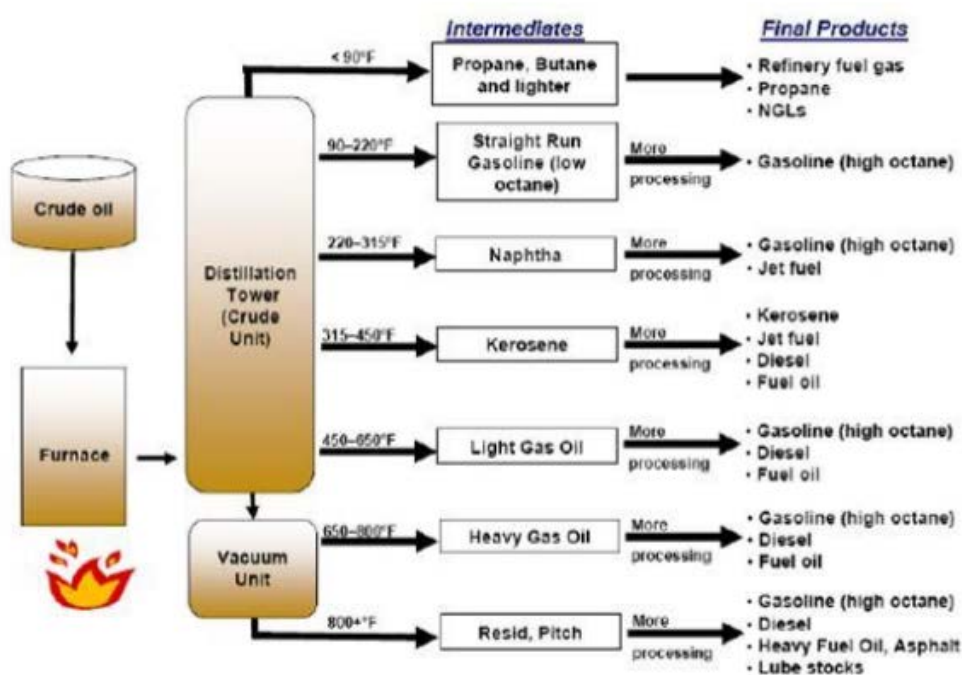 Intermediates
Final Products
< 90°F
Propane, Butane
and lighter
• Refinery fuel gas
• Propane
• NGLs
90–220°F
Straight Run
Gasoline (low
octane)
More
processing
• Gasoline (high octane)
Crude oil
220–315°F
Naphtha
More
processing
• Gasoline (high octane)
• Jet fuel
Distillation
Tower
(Crude
Unit)
315–450°F
Kerosene
More
processing
• Kerosene
• Jet fuel
• Diesel
• Fuel oil
Furnace
450–650°F
Light Gas Oil
More
processing
• Gasoline (high octane)
• Diesel
• Fuel oil
Vacuum
Unit
650–800°F
Heavy Gas Oil
More
processing
• Gasoline (high octane)
• Diesel
• Fuel oil
800+°F
Resid, Pitch
More
processing
• Gasoline (high octane)
• Diesel
• Heavy Fuel Oil, Asphalt
• Lube stocks